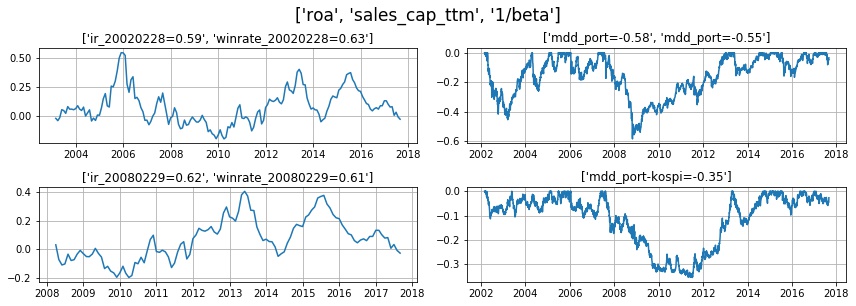 ['roa', 'sales_cap_ttm', '1/beta']
['ir_20020228=0.59', 'winrate_20020228=0.63']
0.50
0.25
0.00
2004 2006 2008 2010 2012 2014 2016 2018
['mdd_port=-0.58', 'mdd_port=-0.55']
0.0
−0.2
−0.4
−0.6
2002 2004 2006 2008 2010 2012 2014 2016 2018
['ir_20080229=0.62', 'winrate_20080229=0.61']
0.4
0.2
0.0
−0.2
2008 2009 2010 2011 2012 2013 2014 2015 2016 2017 2018
['mdd_port-kospi=-0.35']
0.0
−0.1
−0.2
−0.3
2002 2004 2006 2008 2010 2012 2014 2016 2018